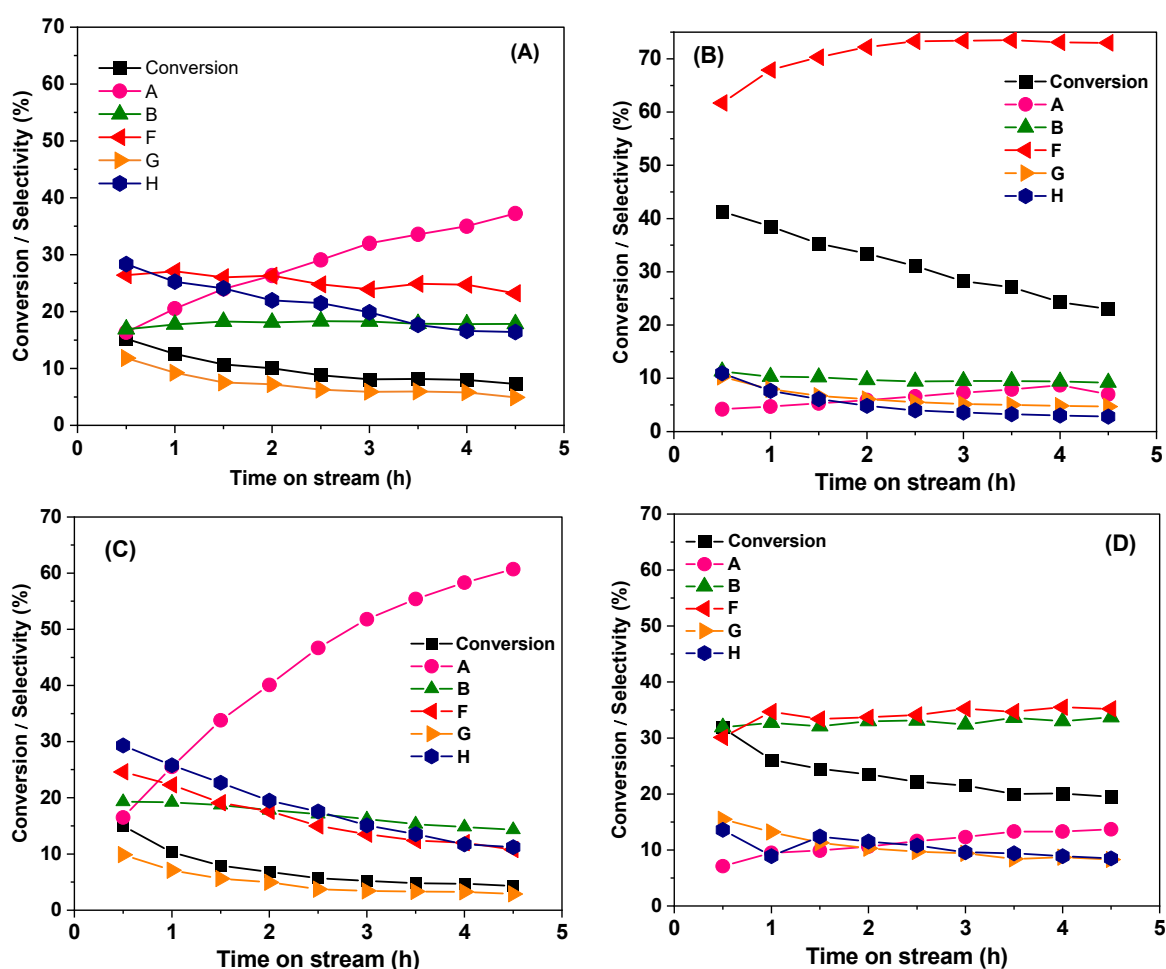 (A)
Conversion
A
B
F
G
H
Conversion / Selectivity (%)
70
60
50
40
30
20
10
0
0 1 2 3 4 5
Time on stream (h)
(B)
Conversion
A
B
F
G
H
Conversion / Selectivity (%)
70
60
50
40
30
20
10
0
0 1 2 3 4 5
Time on stream (h)
(C)
Conversion
A
B
F
G
H
Conversion / Selectivity (%)
70
60
50
40
30
20
10
0
0 1 2 3 4 5
Time on stream (h)
(D)
Conversion
A
B
F
G
H
Conversion / Selectivity (%)
70
60
50
40
30
20
10
0
0 1 2 3 4 5
Time on stream (h)